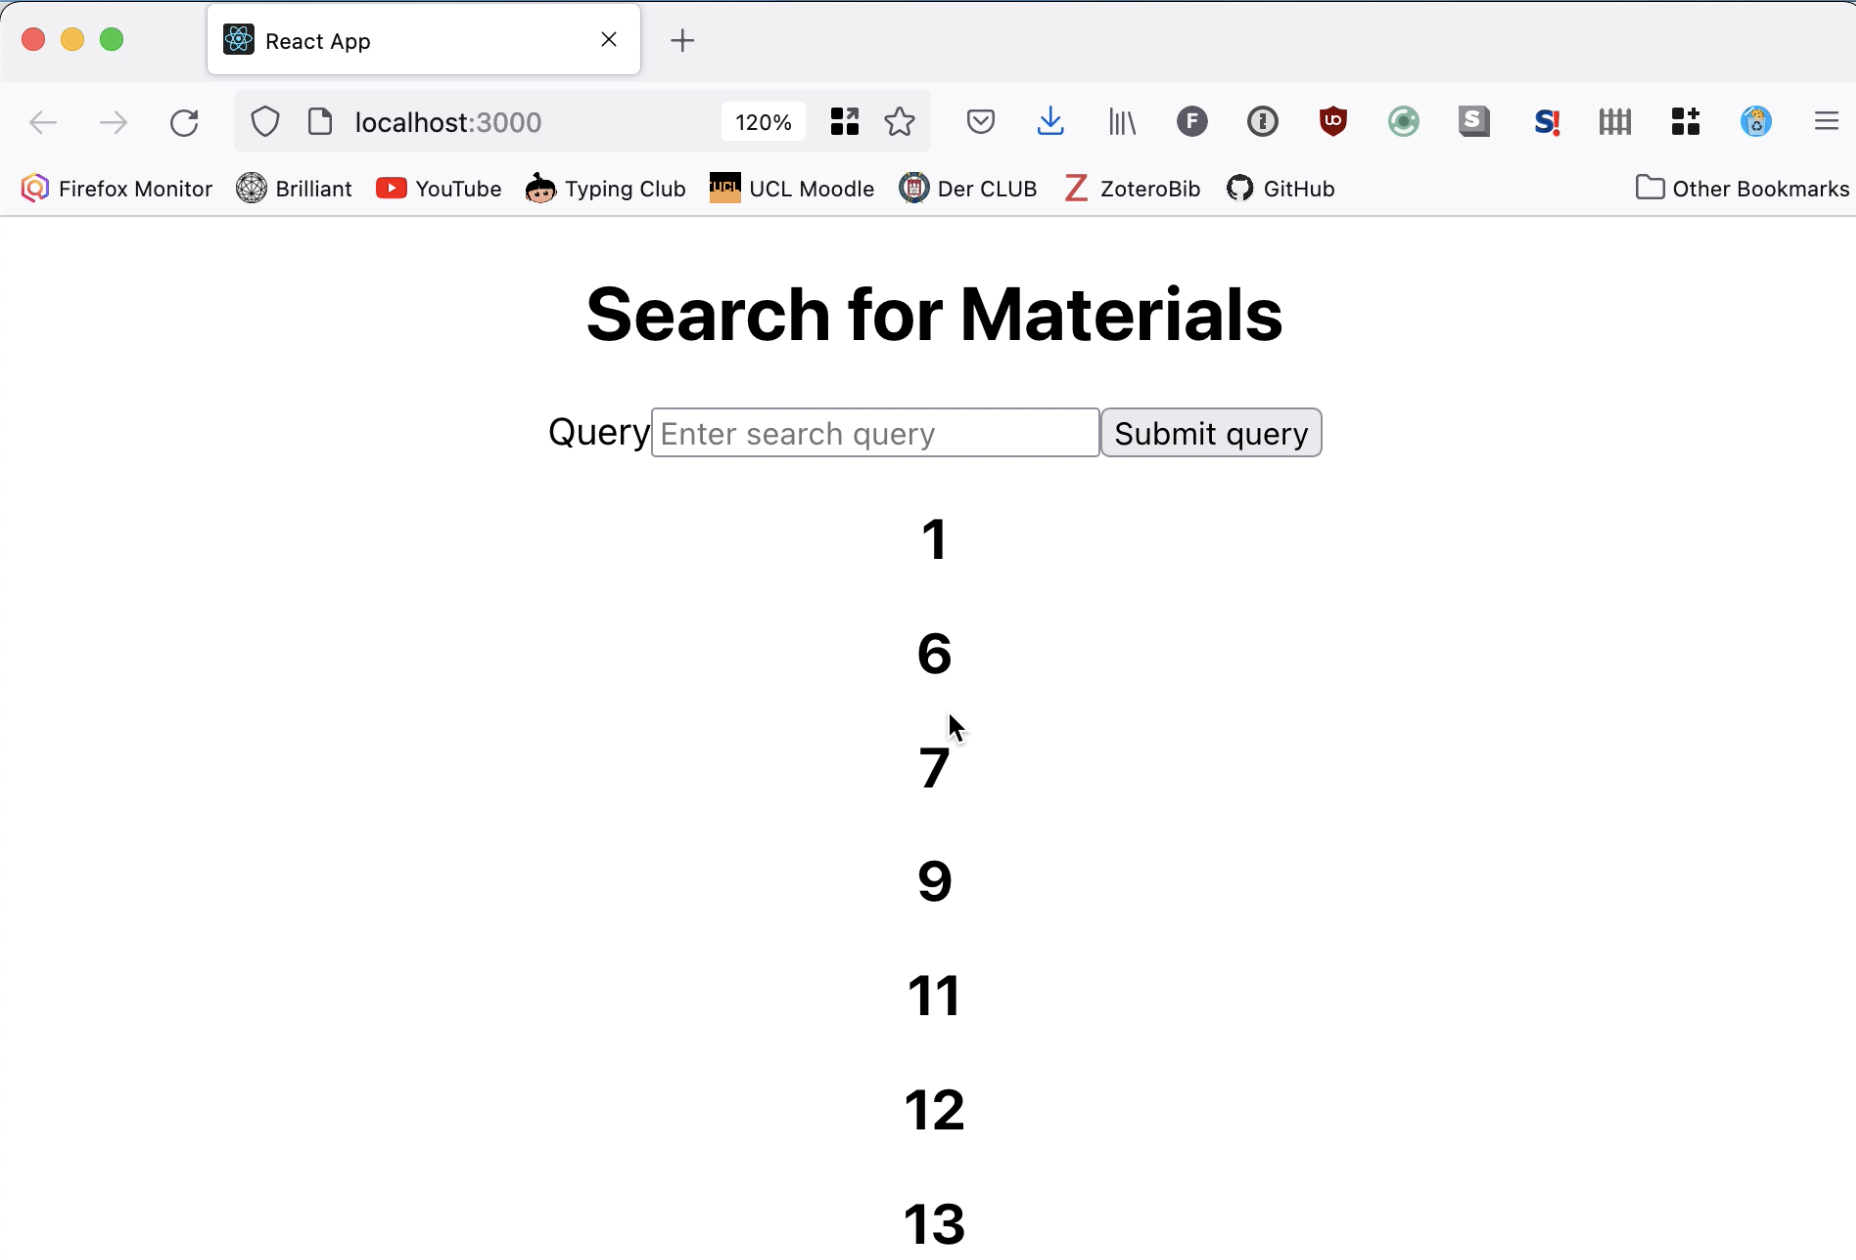 React App
localhost:3000
120%
Firefox Monitor Brilliant YouTube Typing Club UCL Moodle Der CLUB ZoteroBib GitHub Other Bookmarks
Search for Materials
Query Enter search query Submit query
1
6
7
9
11
12
13